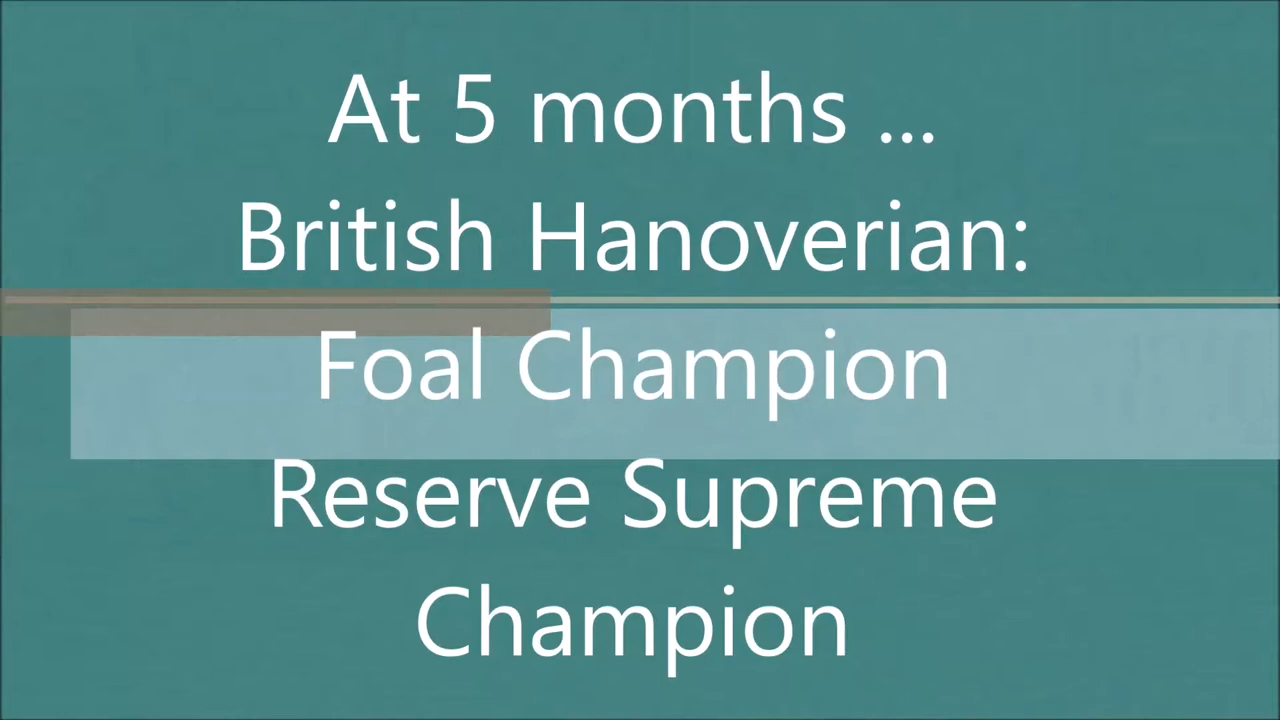 At 5 months ...
British Hanoverian:
Foal Champion
Reserve Supreme
Champion